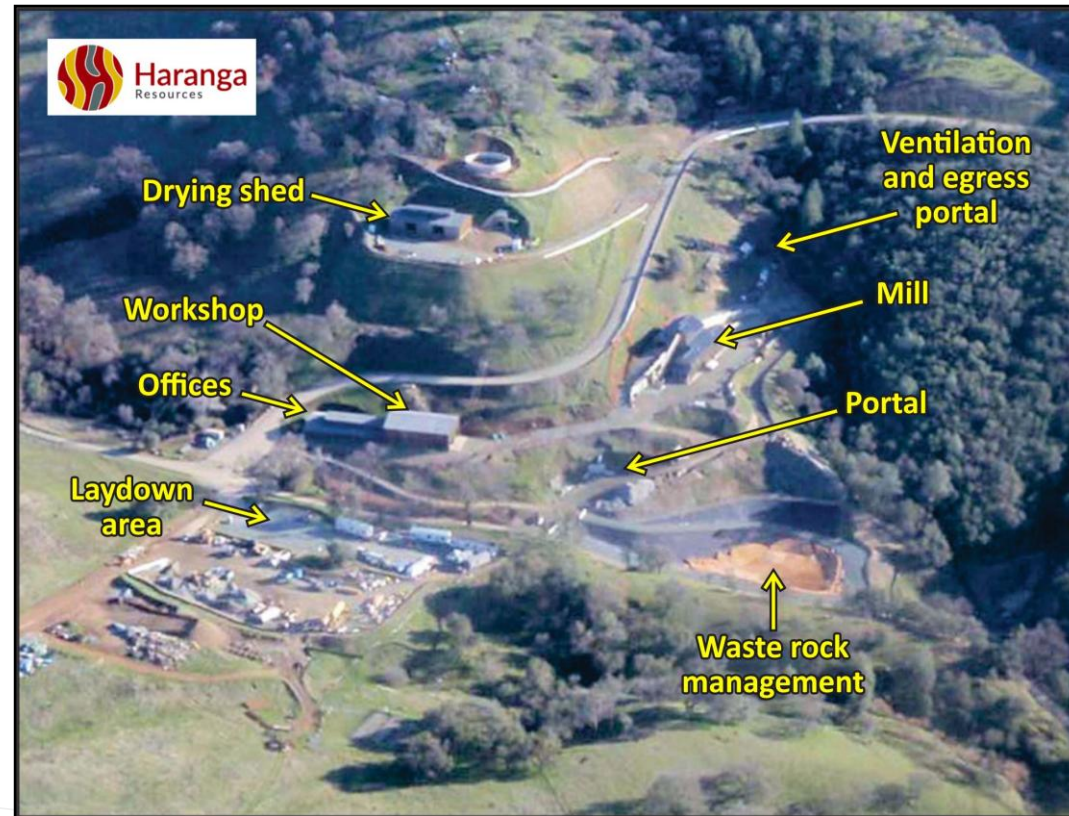 Haranga
Resources
Ventilation
and egress
portal
Drying shed
Mill
Workshop
Offices
Portal
Laydown
area
Waste rock
management